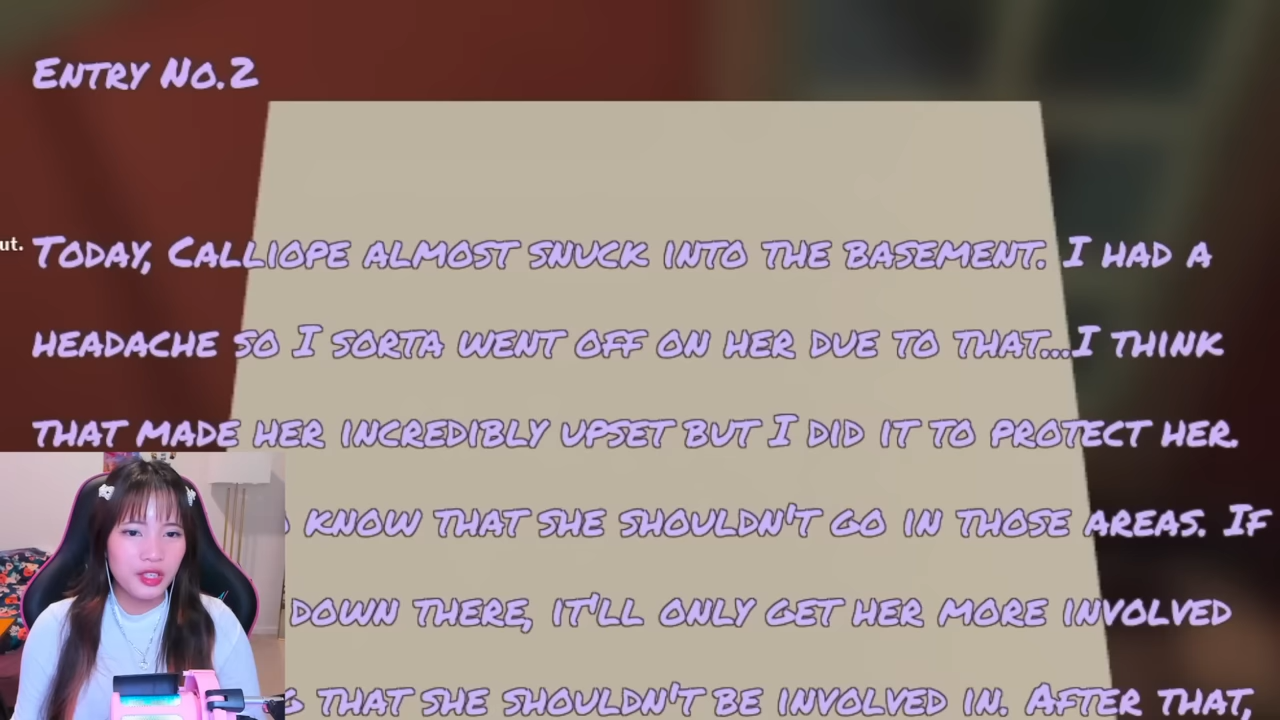 Entry No.2
ut.
Today, Calliope almost snuck into the basement. I had a
headache so I sorta went off on her due to that...I think
that made her incredibly upset but I did it to protect her.
know that she shouldn't go in those areas. If
down there, it'll only get her more involved
that she shouldn't be involved in. After that,